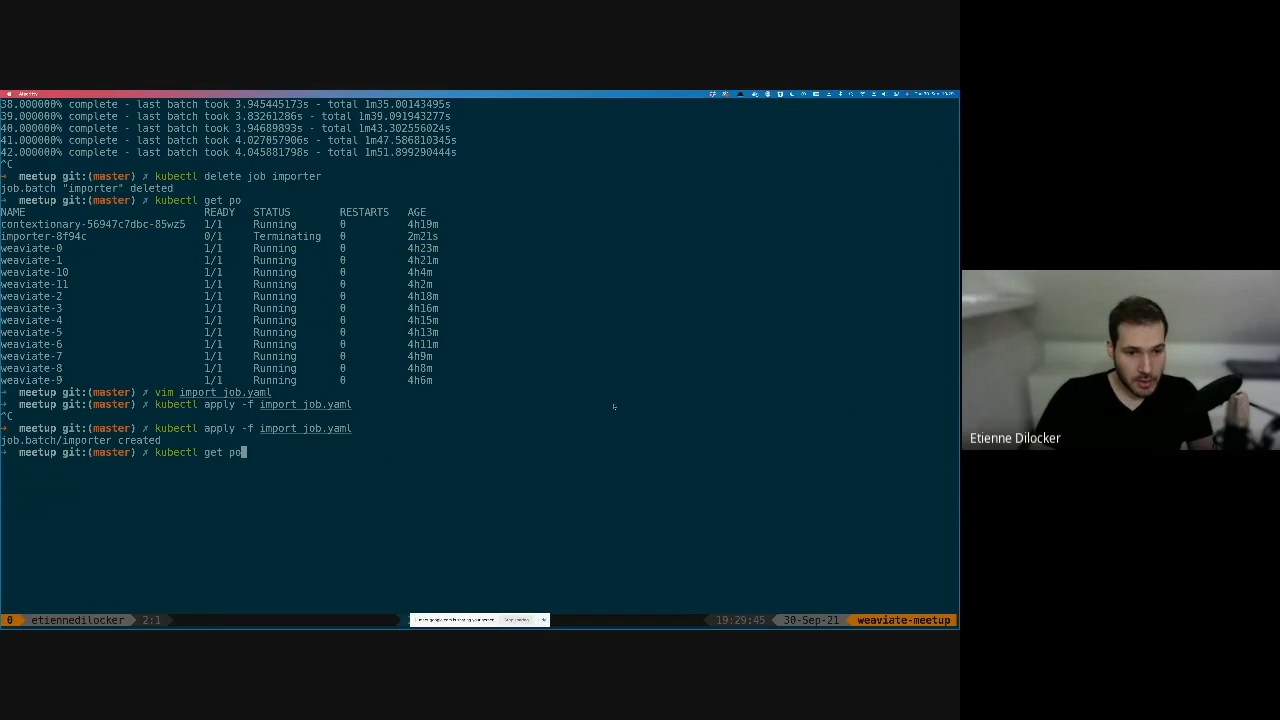 Alacritty
38.000000% complete - last batch took 3.945445173s - total 1m35.00143495s
39.000000% complete - last batch took 3.83261286s - total 1m39.091943277s
40.000000% complete - last batch took 3.94689893s - total 1m43.302556024s
41.000000% complete - last batch took 4.027057906s - total 1m47.586810345s
42.000000% complete - last batch took 4.045881798s - total 1m51.899290444s
^C
→ meetup git:(master) ✗ kubectl delete job importer
job.batch "importer" deleted
→ meetup git:(master) ✗ kubectl get po
NAME READY STATUS RESTARTS AGE
contextionary-56947c7dbc-85wz5 1/1 Running 0 4h19m
importer-8f94c 0/1 Terminating 0 2m21s
weaviate-0 1/1 Running 0 4h23m
weaviate-1 1/1 Running 0 4h21m
weaviate-10 1/1 Running 0 4h4m
weaviate-11 1/1 Running 0 4h2m
weaviate-2 1/1 Running 0 4h18m
weaviate-3 1/1 Running 0 4h16m
weaviate-4 1/1 Running 0 4h15m
weaviate-5 1/1 Running 0 4h13m
weaviate-6 1/1 Running 0 4h11m
weaviate-7 1/1 Running 0 4h9m
weaviate-8 1/1 Running 0 4h8m
weaviate-9 1/1 Running 0 4h6m
→ meetup git:(master) ✗ vim import_job.yaml
→ meetup git:(master) ✗ kubectl apply -f import_job.yaml
^C
→ meetup git:(master) ✗ kubectl apply -f import_job.yaml
job.batch/importer created
→ meetup git:(master) ✗ kubectl get po
0 etiennedilocker 2:1 19:29:45 30-Sep-21 weaviate-meetup
Etienne Dilocker